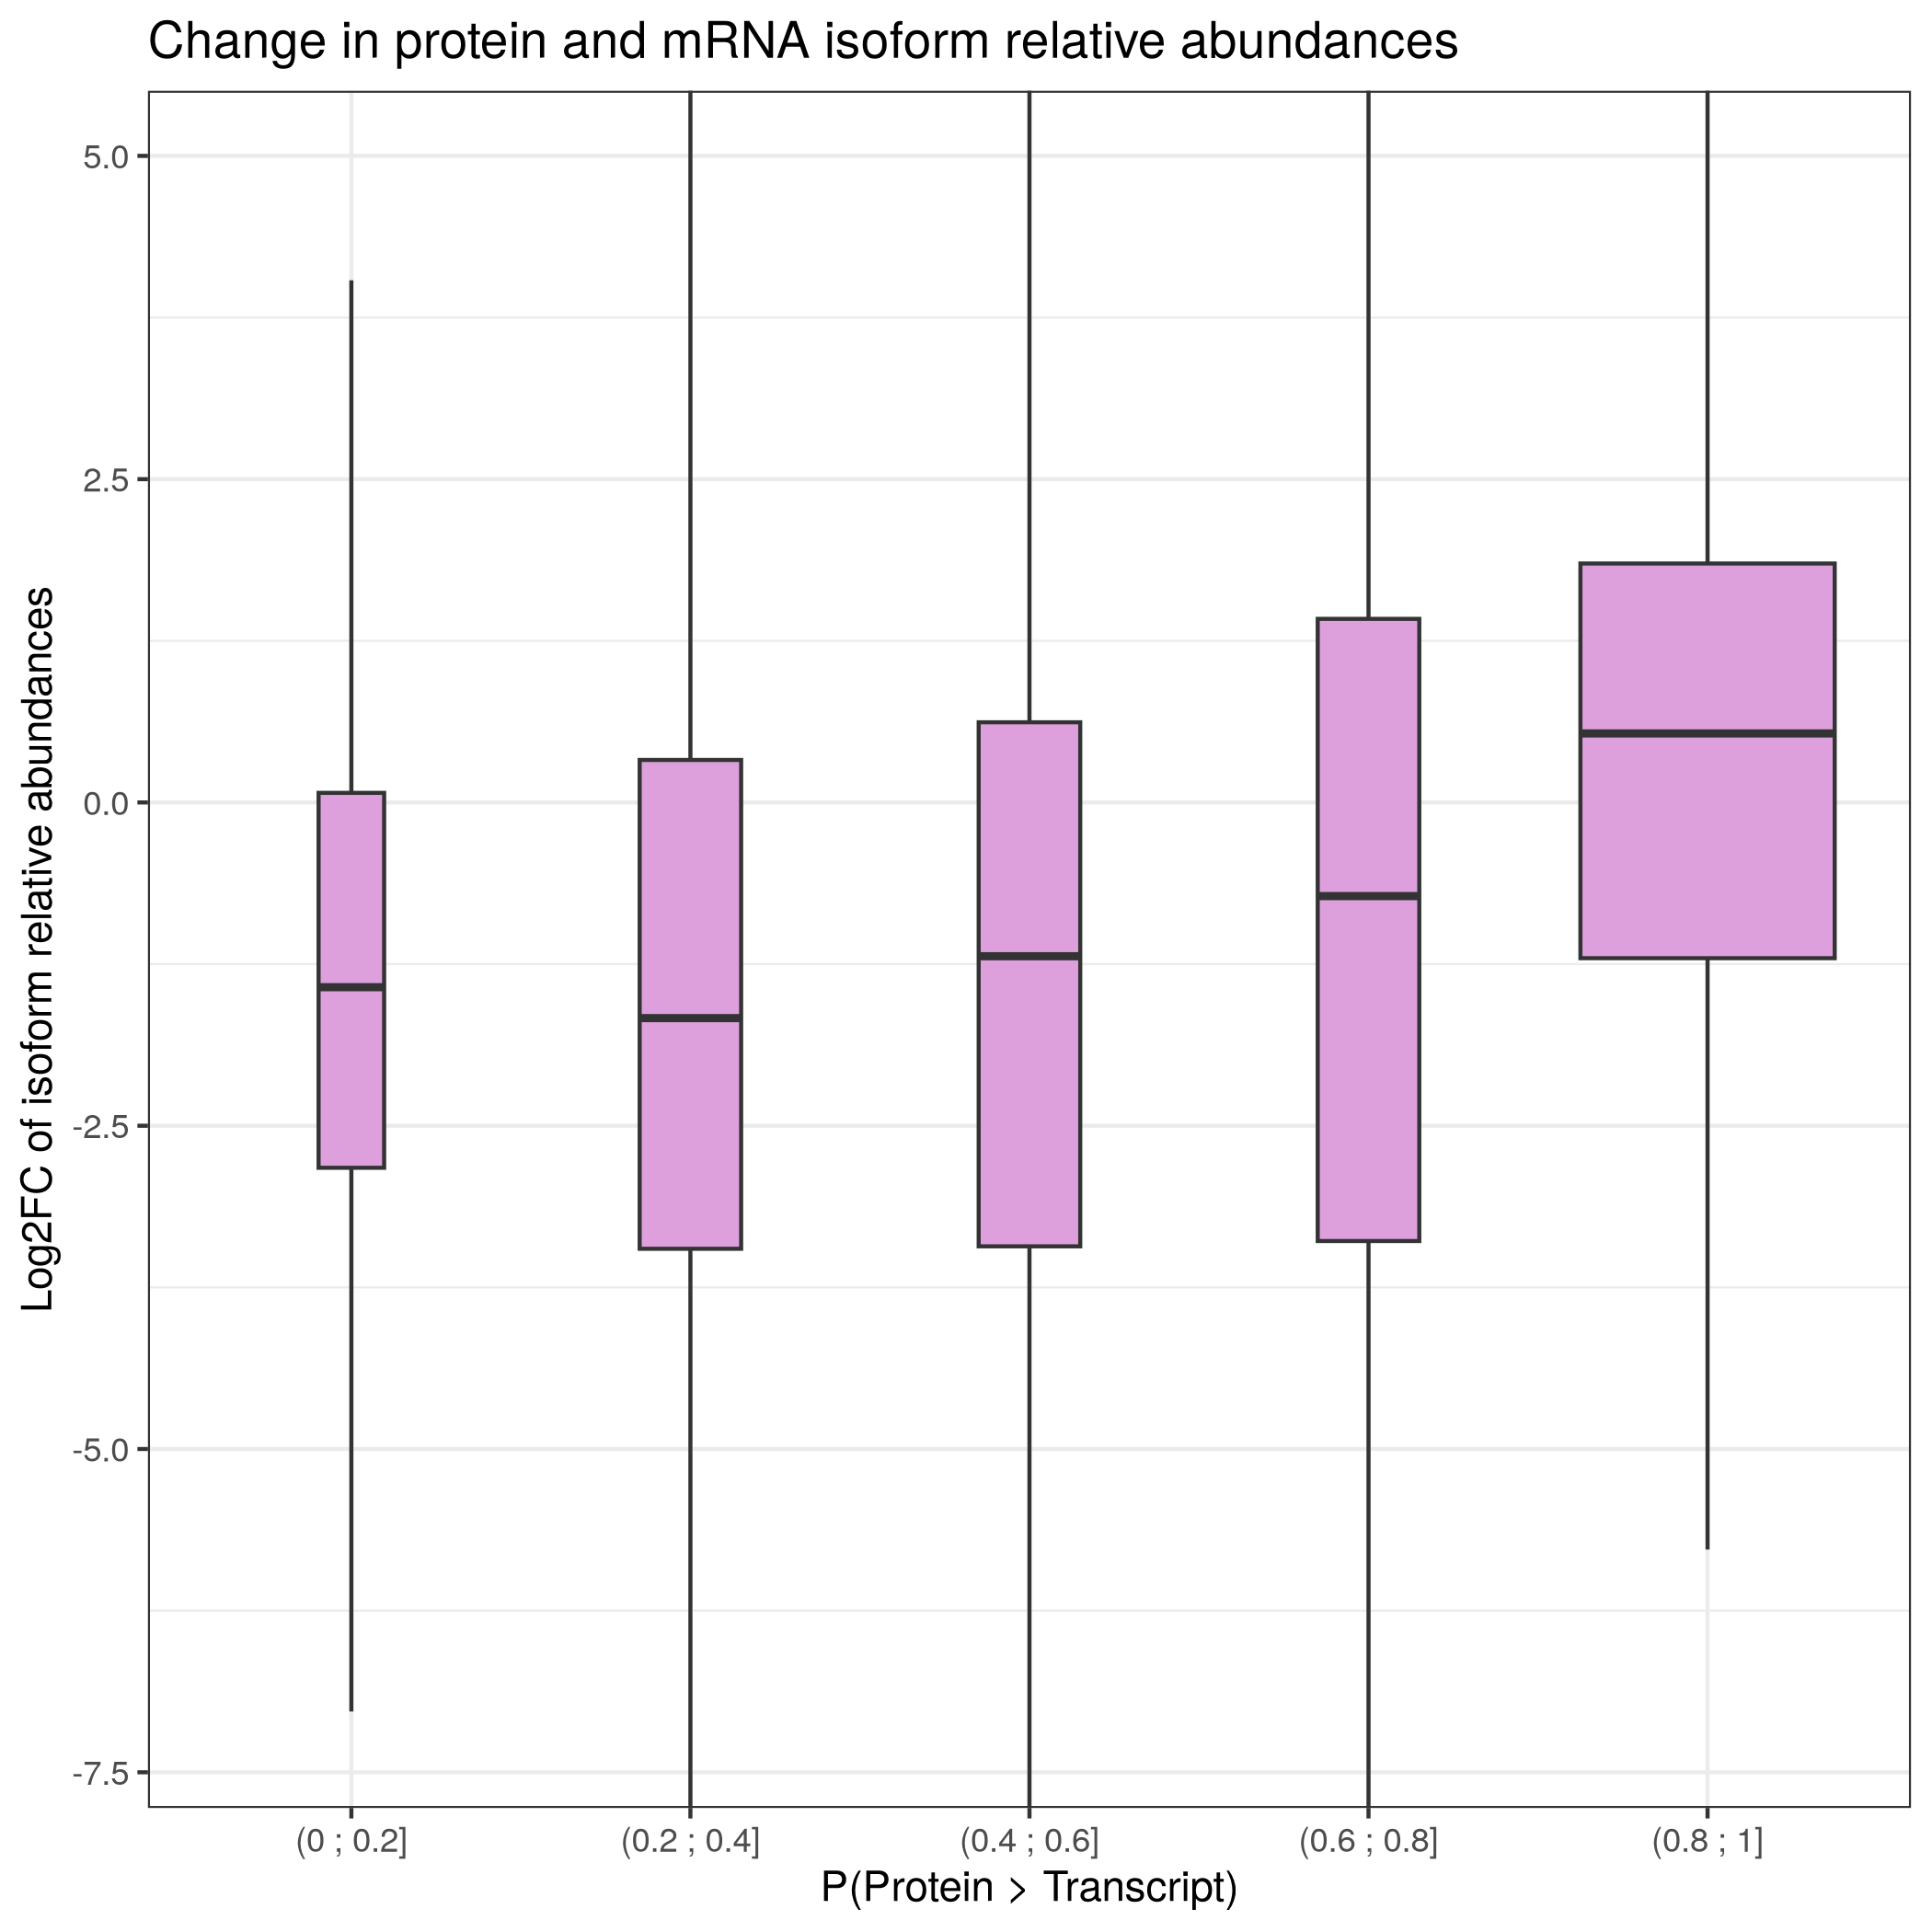 Change in protein and mRNA isoform relative abundances
Log2FC of isoform relative abundances
5.0
2.5
0.0
-2.5
-5.0
-7.5
(0 ; 0.2]
(0.2 ; 0.4]
(0.4 ; 0.6]
(0.6 ; 0.8]
(0.8 ; 1]
P(Protein > Transcript)